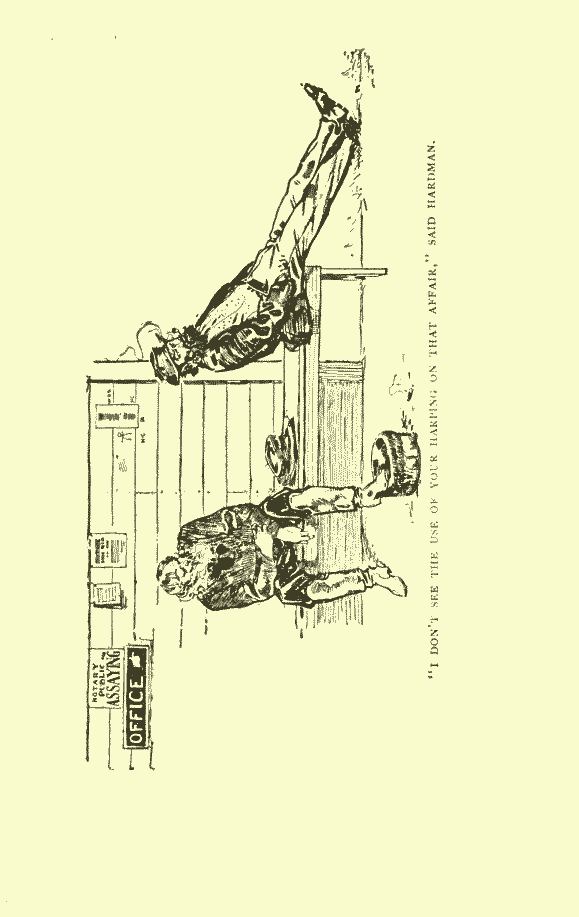 NOTARY
PUBLIC
ASSAYING
OFFICE
"I DON'T SEE THE USE OF YOUR HARPING ON THAT AFFAIR," SAID HARDMAN.